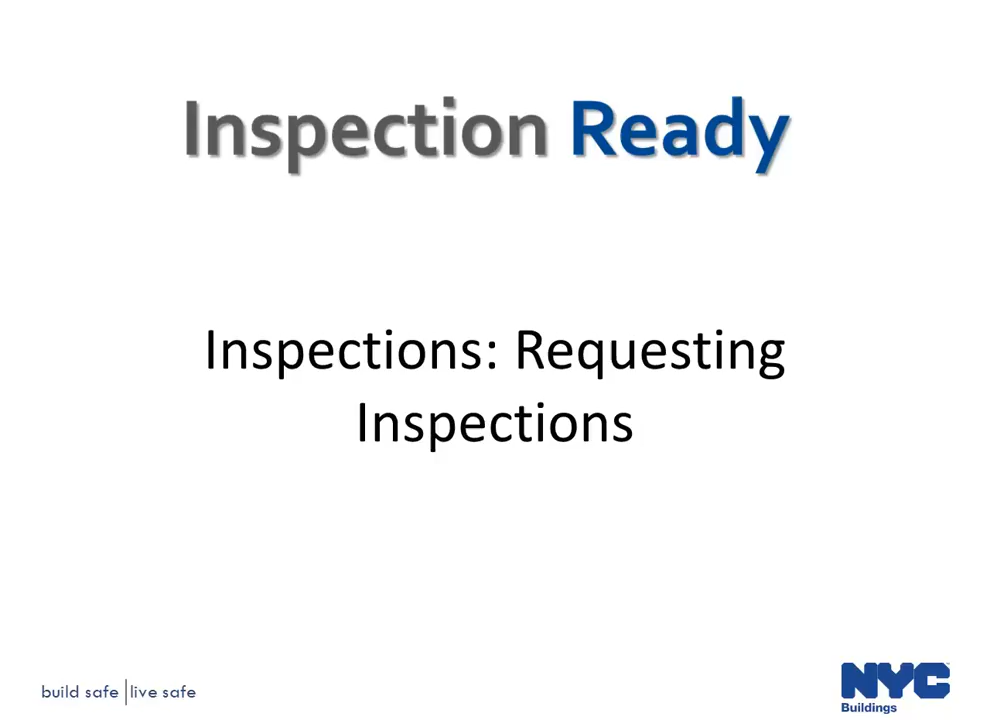 Inspection Ready
Inspections: Requesting
Inspections
build safe | live safe
NYC
Buildings